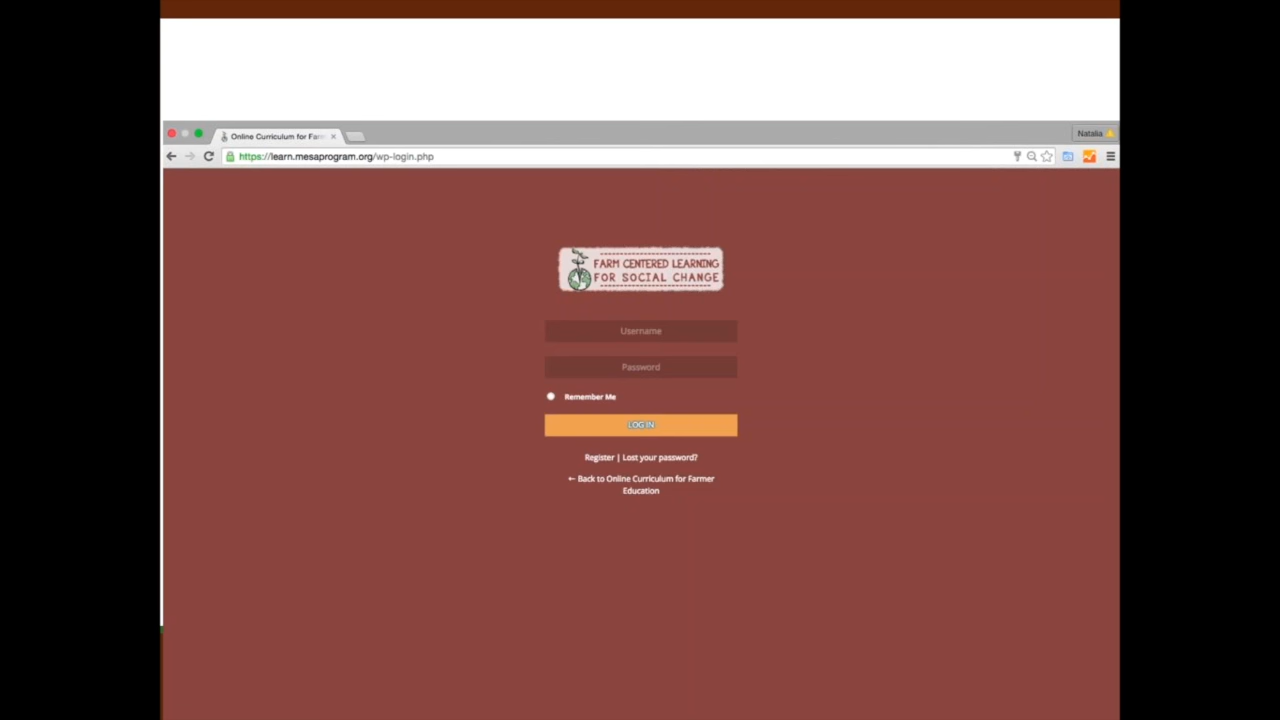 Online Curriculum for Far
Natalia
https://learn.mesaprogram.org/wp-login.php
FARM CENTERED LEARNING
FOR SOCIAL CHANGE
Username
Password
Remember Me
LOG IN
Register | Lost your password?
← Back to Online Curriculum for Farmer
Education